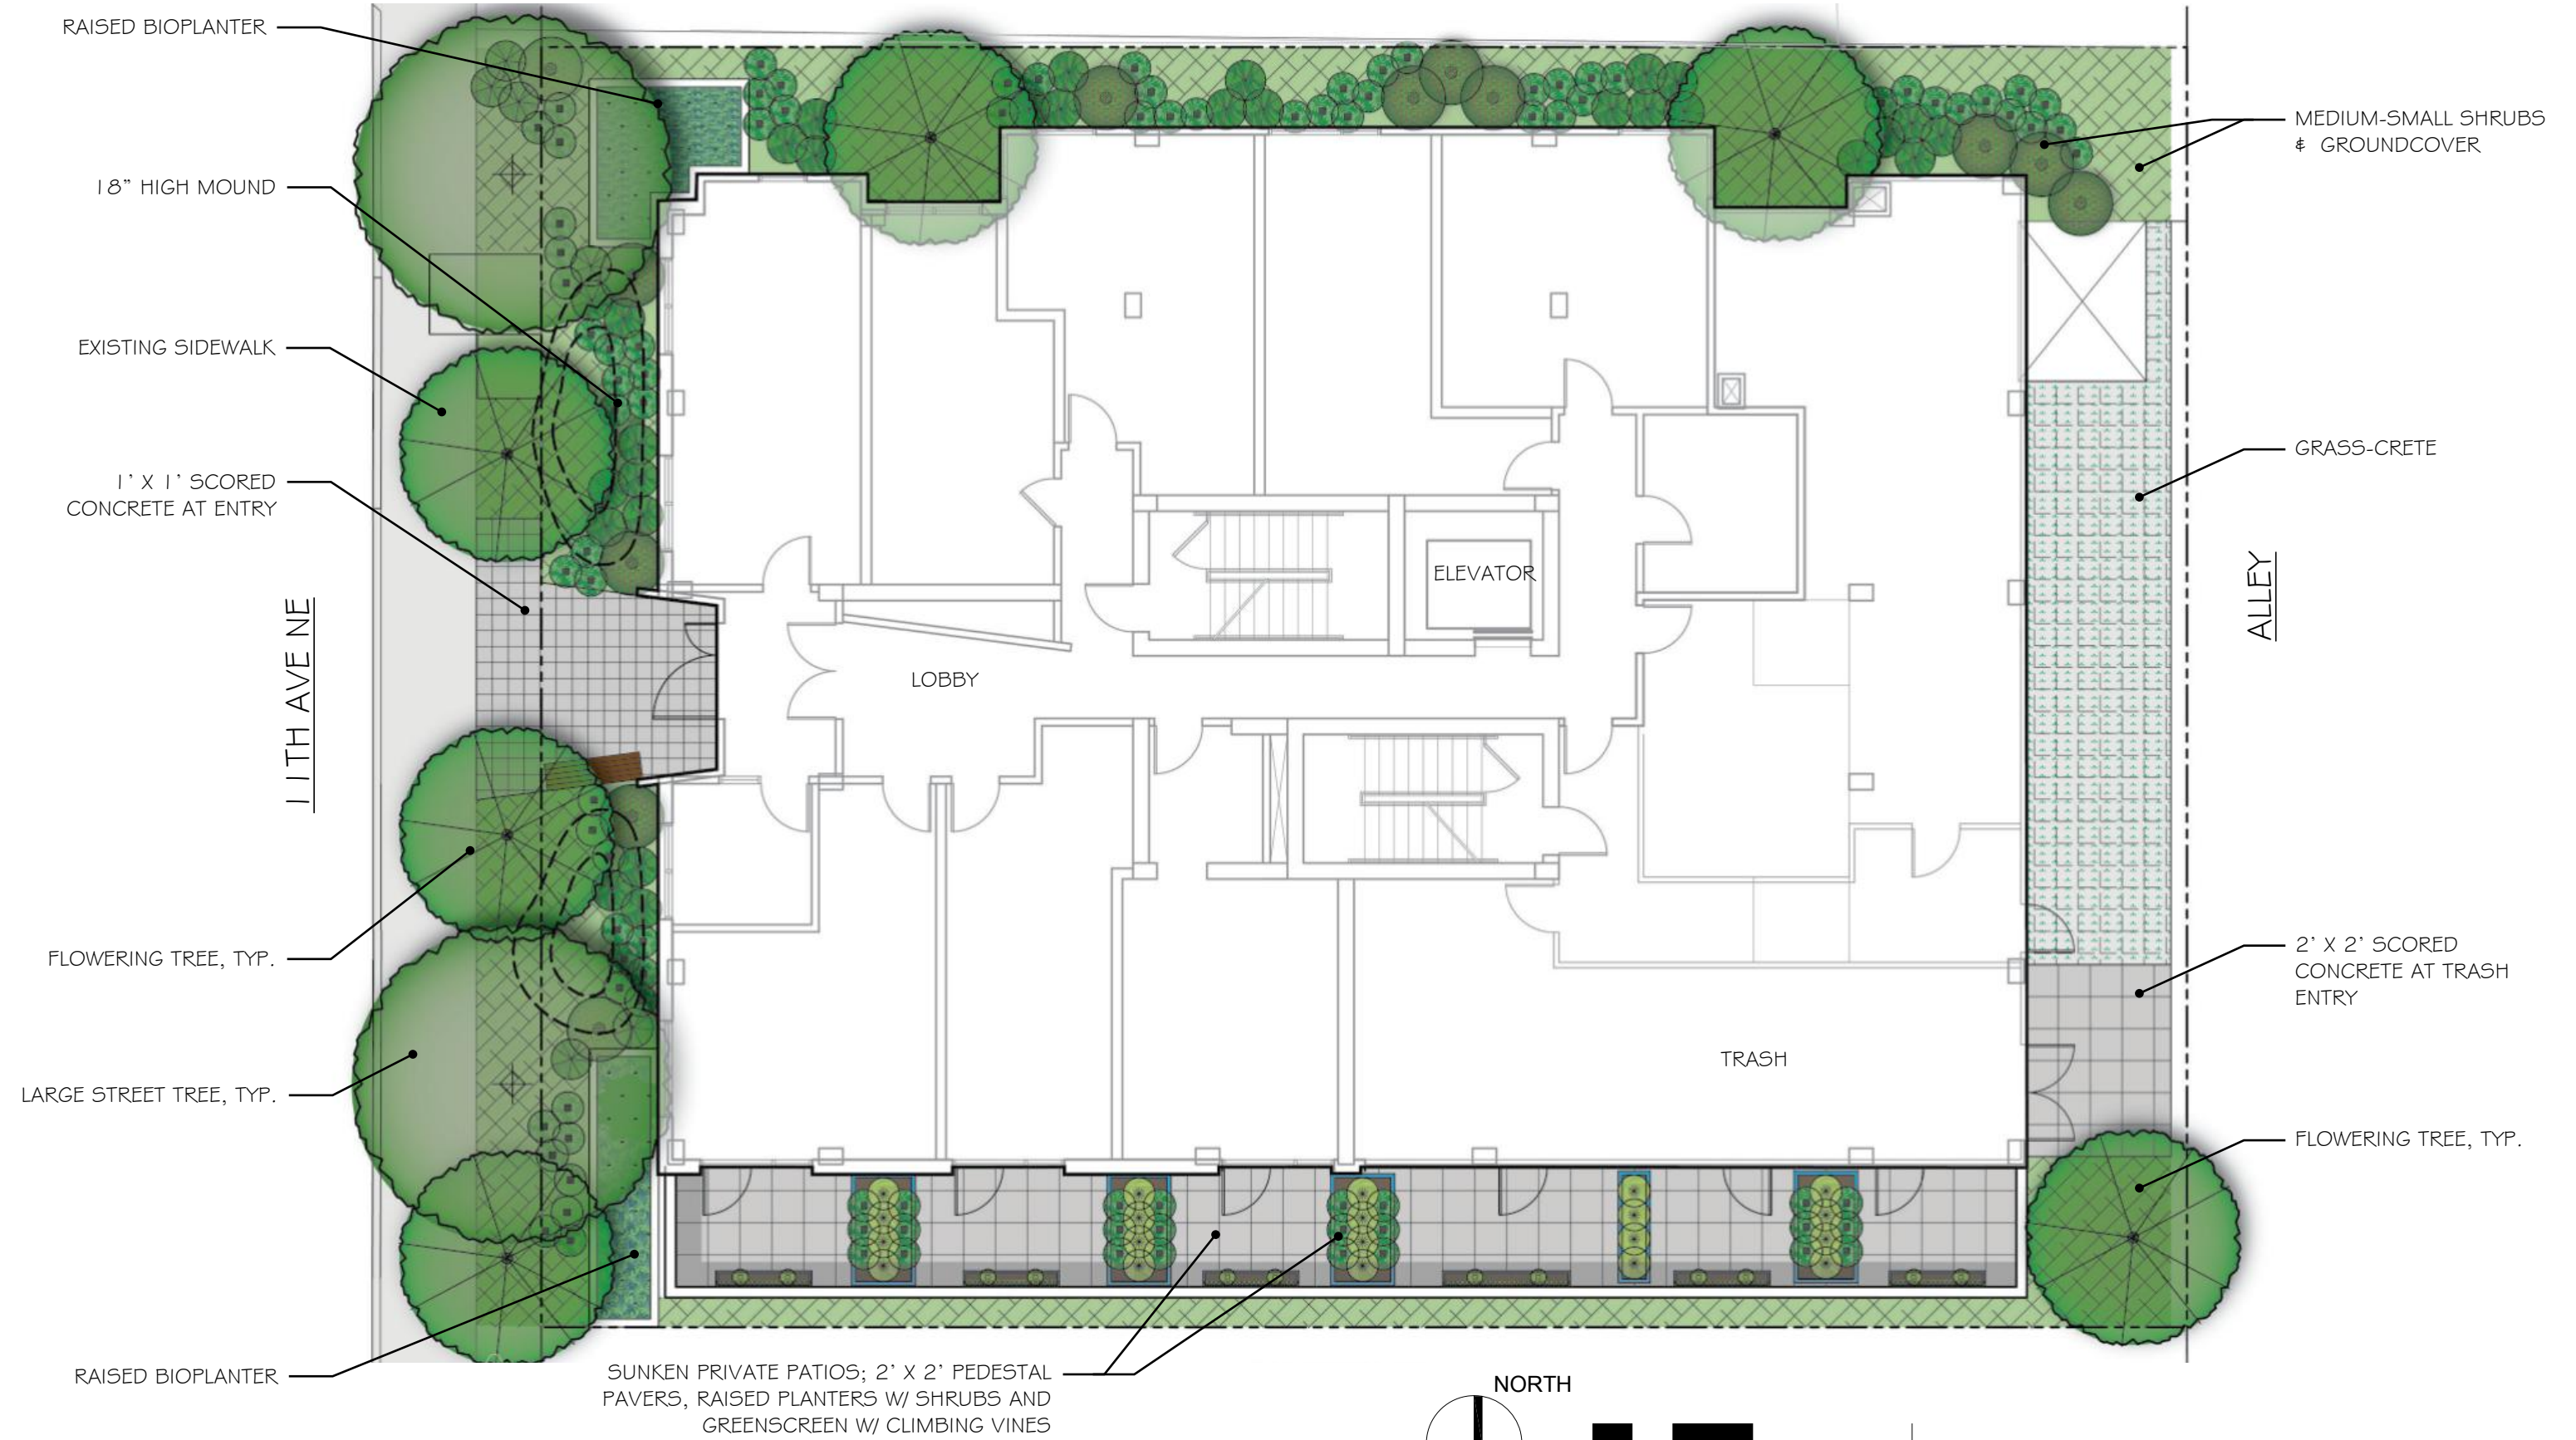 RAISED BIOPLANTER
18" HIGH MOUND
EXISTING SIDEWALK
1' X 1' SCORED
CONCRETE AT ENTRY
11TH AVE NE
FLOWERING TREE, TYP.
LARGE STREET TREE, TYP.
RAISED BIOPLANTER
ELEVATOR
LOBBY
TRASH
MEDIUM-SMALL SHRUBS
& GROUNDCOVER
GRASS-CRETE
ALLEY
2' X 2' SCORED
CONCRETE AT TRASH
ENTRY
FLOWERING TREE, TYP.
SUNKEN PRIVATE PATIOS; 2' X 2' PEDESTAL
PAVERS, RAISED PLANTERS W/ SHRUBS AND
GREENSCREEN W/ CLIMBING VINES
NORTH